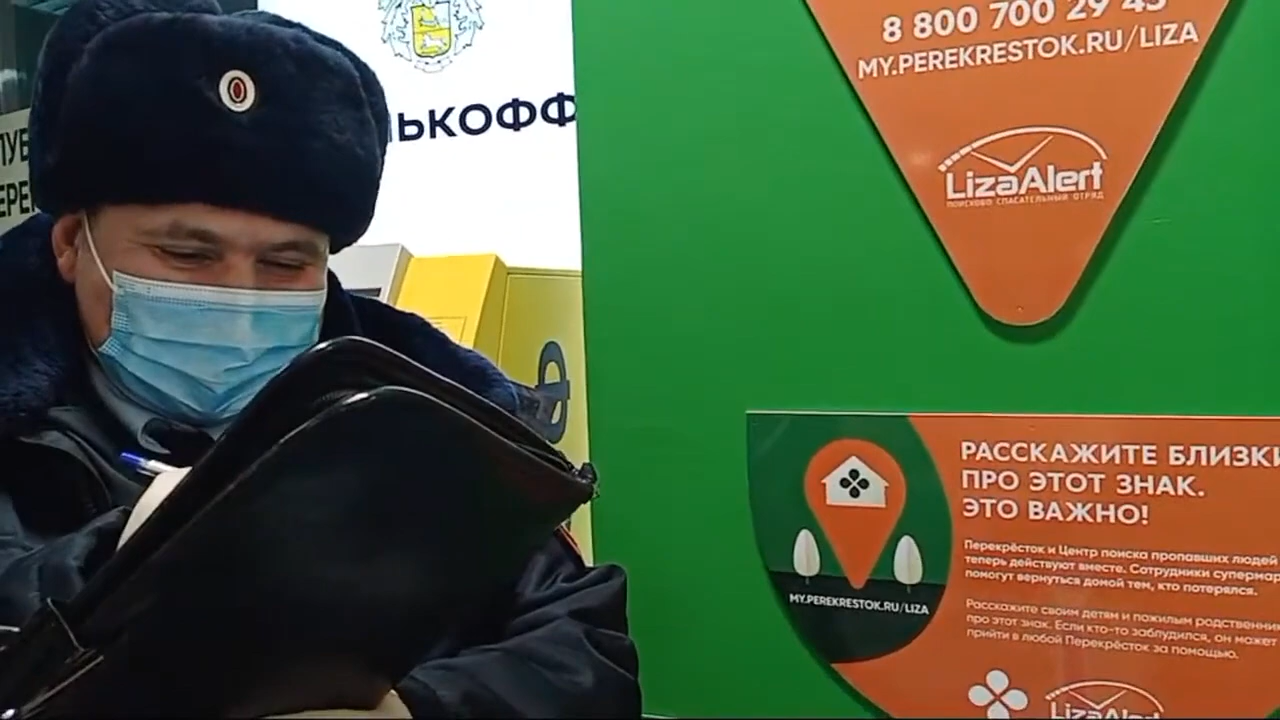 ЬКОФФ
8 800 700 29 45
MY.PEREKRESTOK.RU/LIZA
LizaAlert
ПОИСКОВО СПАСАТЕЛЬНЫЙ ОТРЯД
РАССКАЖИТЕ БЛИЗКИ
ПРО ЭТОТ ЗНАК.
ЭТО ВАЖНО!
Перекрёсток и Центр поиска пропавших людей
теперь действуют вместе. Сотрудники супермар
помогут вернуться домой тем, кто потерялся.
MY.PEREKRESTOK.RU/LIZA
Расскажите своим детям и пожилым родственни
про этот знак. Если кто-то заблудился, он может
прийти в любой Перекрёсток за помощью.
LizaAlert